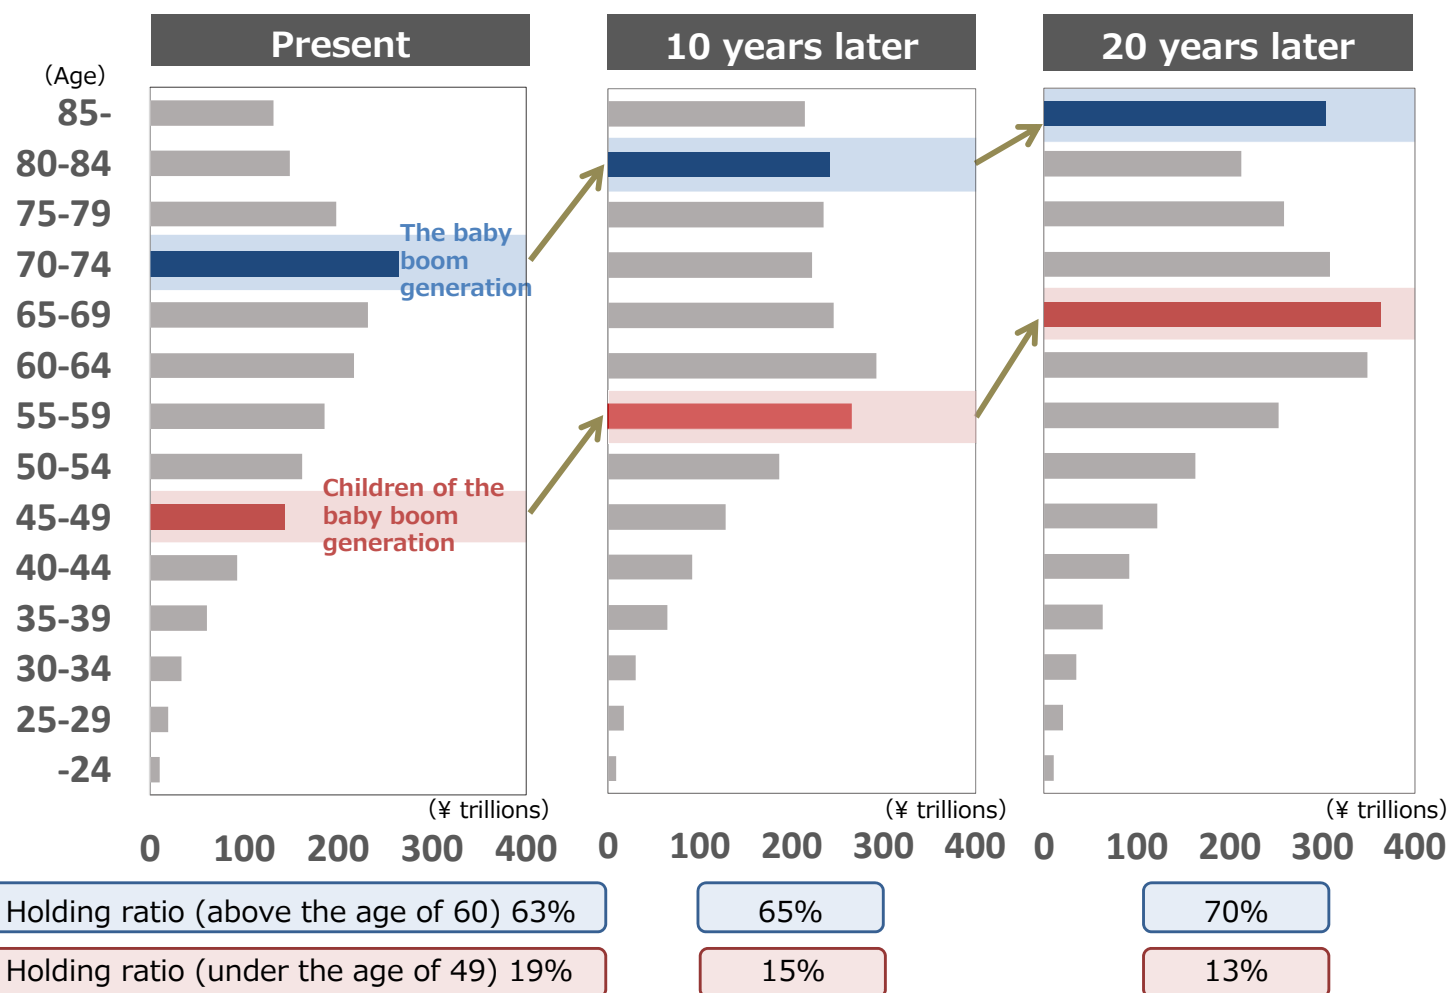 Present
10 years later
20 years later
(Age)
85-
80-84
75-79
70-74
65-69
60-64
55-59
50-54
45-49
40-44
35-39
30-34
25-29
-24
The baby
boom
generation
Children of the
baby boom
generation
(¥ trillions)
(¥ trillions)
(¥ trillions)
0 100 200 300 400
0 100 200 300 400
0 100 200 300 400
Holding ratio (above the age of 60) 63%
65%
70%
Holding ratio (under the age of 49) 19%
15%
13%